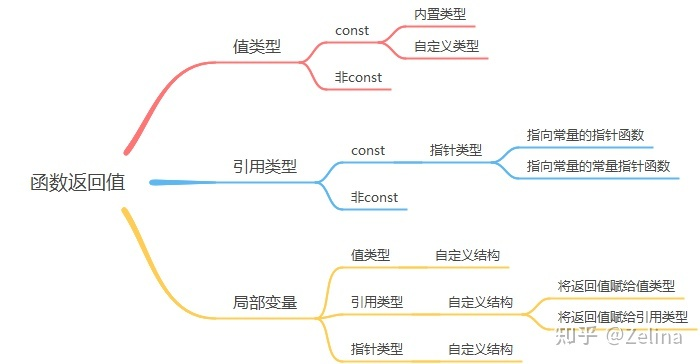 函数返回值
值类型
const
内置类型
自定义类型
非const
引用类型
const
指针类型
指向常量的指针函数
指向常量的常量指针函数
非const
局部变量
值类型
自定义结构
引用类型
自定义结构
将返回值赋给值类型
将返回值赋给引用类型
指针类型
自定义结构
知乎 @Zelina